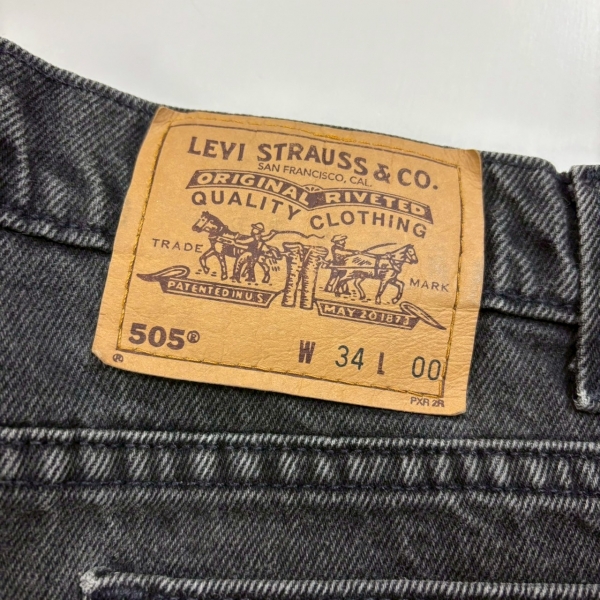 LEVI STRAUSS & CO.
SAN FRANCISCO, CAL.
ORIGINAL RIVETED
QUALITY CLOTHING
TRADE MARK
PATENTED IN U.S. MAY 20 1873
505®
W 34 L 00
®
PXR 2R